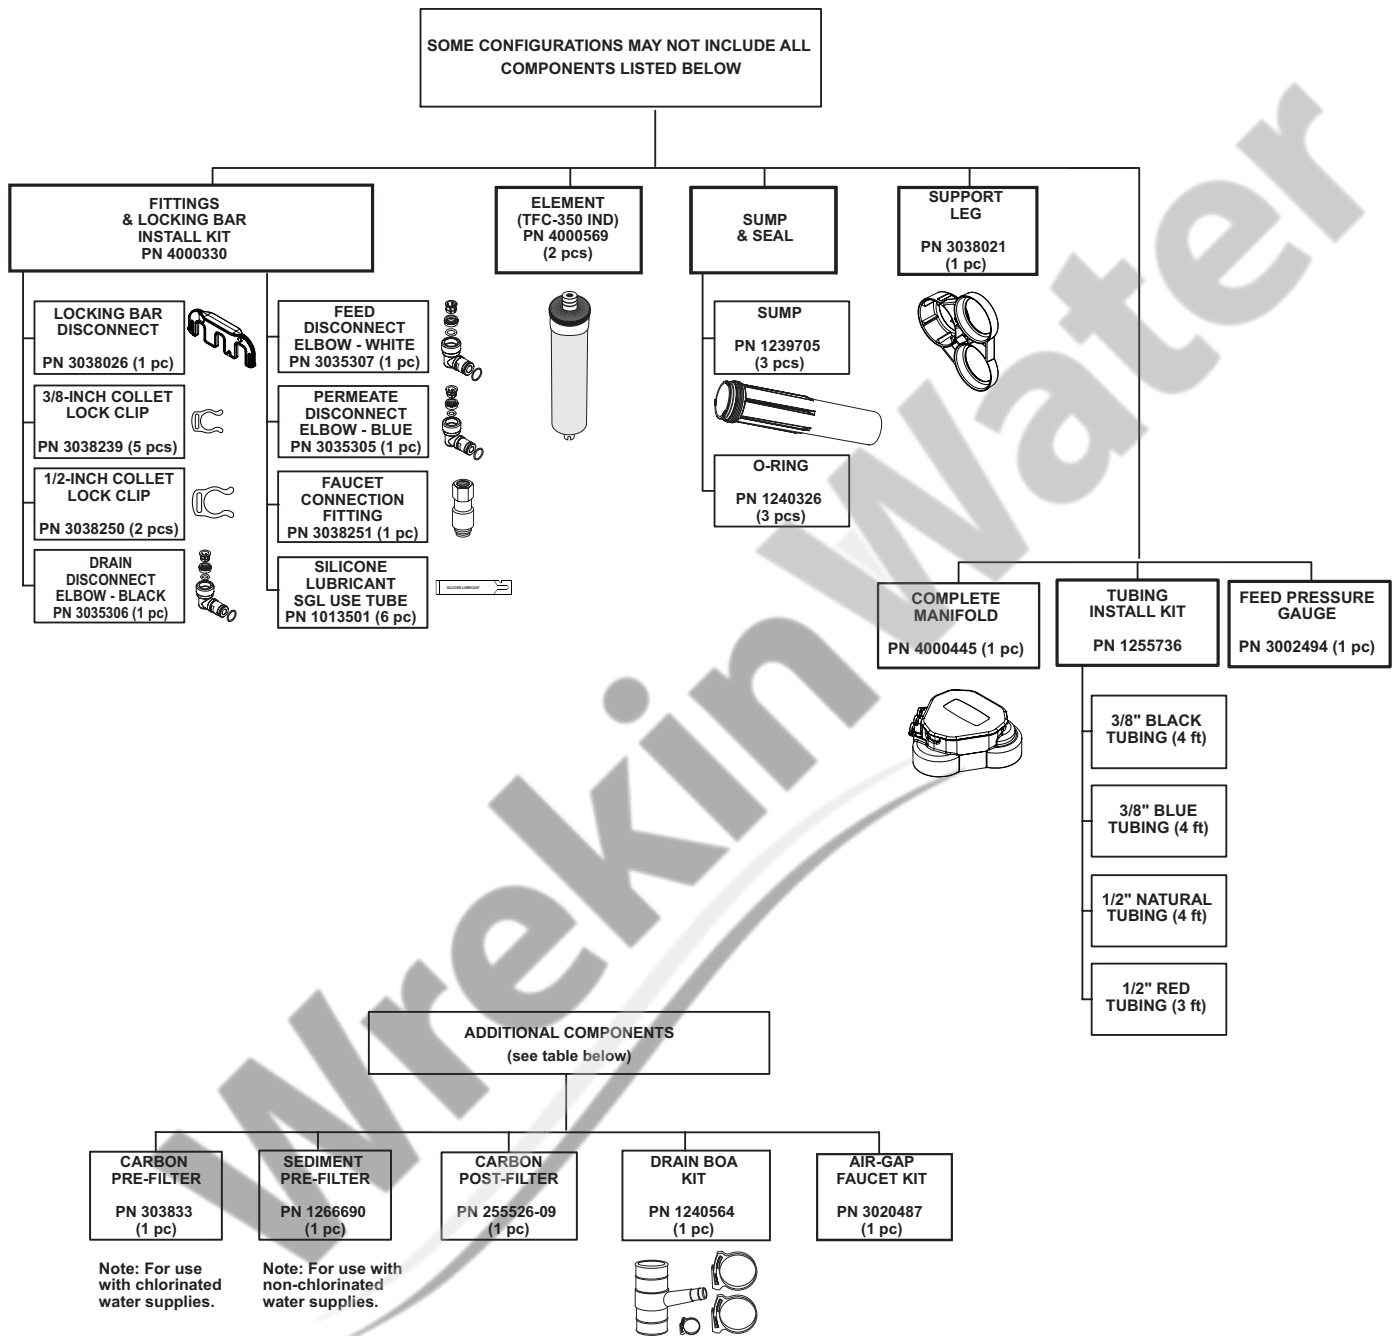 SOME CONFIGURATIONS MAY NOT INCLUDE ALL
COMPONENTS LISTED BELOW
FITTINGS
& LOCKING BAR
INSTALL KIT
PN 4000330
ELEMENT
(TFC-350 IND)
PN 4000569
(2 pcs)
SUMP
& SEAL
SUPPORT
LEG
PN 3038021
(1 pc)
LOCKING BAR
DISCONNECT
PN 3038026 (1 pc)
3/8-INCH COLLET
LOCK CLIP
PN 3038239 (5 pcs)
1/2-INCH COLLET
LOCK CLIP
PN 3038250 (2 pcs)
DRAIN
DISCONNECT
ELBOW - BLACK
PN 3035306 (1 pc)
FEED
DISCONNECT
ELBOW - WHITE
PN 3035307 (1 pc)
PERMEATE
DISCONNECT
ELBOW - BLUE
PN 3035305 (1 pc)
FAUCET
CONNECTION
FITTING
PN 3038251 (1 pc)
SILICONE
LUBRICANT
SGL USE TUBE
PN 1013501 (6 pc)
SILICONE LUBRICANT
SUMP
PN 1239705
(3 pcs)
O-RING
PN 1240326
(3 pcs)
COMPLETE
MANIFOLD
PN 4000445 (1 pc)
TUBING
INSTALL KIT
PN 1255736
FEED PRESSURE
GAUGE
PN 3002494 (1 pc)
3/8" BLACK
TUBING (4 ft)
3/8" BLUE
TUBING (4 ft)
1/2" NATURAL
TUBING (4 ft)
1/2" RED
TUBING (3 ft)
ADDITIONAL COMPONENTS
(see table below)
CARBON
PRE-FILTER
PN 303833
(1 pc)
Note: For use
with chlorinated
water supplies.
SEDIMENT
PRE-FILTER
PN 1266690
(1 pc)
Note: For use with
non-chlorinated
water supplies.
CARBON
POST-FILTER
PN 255526-09
(1 pc)
DRAIN BOA
KIT
PN 1240564
(1 pc)
AIR-GAP
FAUCET KIT
PN 3020487
(1 pc)
Wrekin Water